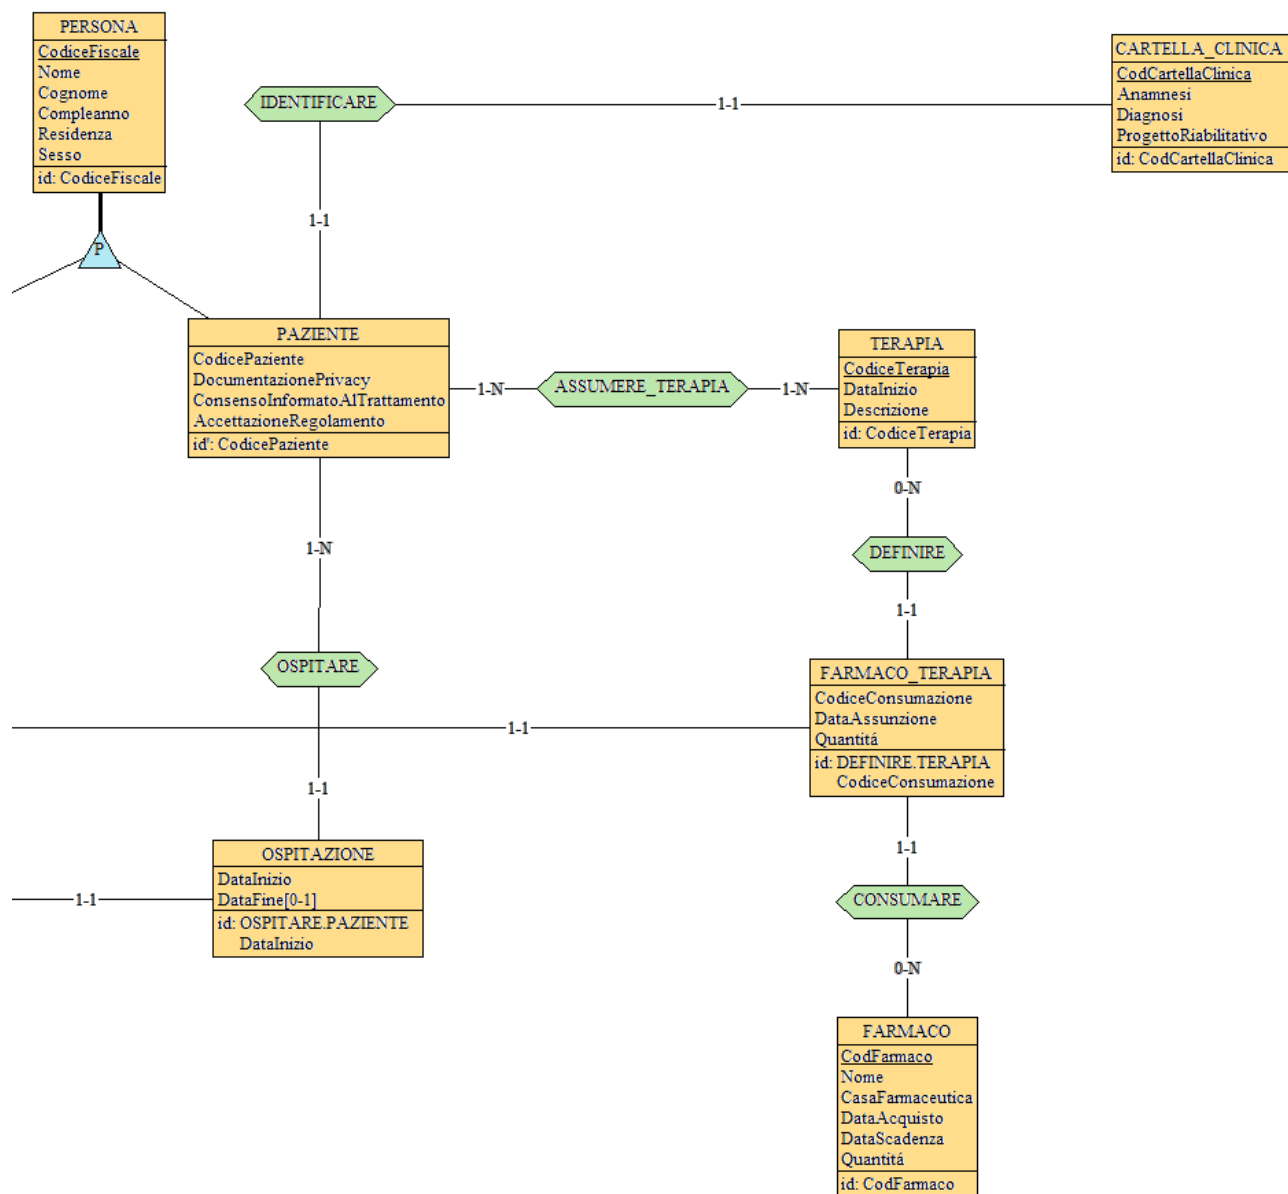 PERSONA
CodiceFiscale
Nome
Cognome
Compleanno
Residenza
Sesso
id: CodiceFiscale
P
IDENTIFICARE
1-1
1-1
CARTELLA_CLINICA
CodCartellaClinica
Anamnesi
Diagnosi
ProgettoRiabilitativo
id: CodCartellaClinica
PAZIENTE
CodicePaziente
DocumentazionePrivacy
ConsensoInformatoAlTrattamento
AccettazioneRegolamento
id': CodicePaziente
1-N
ASSUMERE_TERAPIA
1-N
TERAPIA
CodiceTerapia
DataInizio
Descrizione
id: CodiceTerapia
0-N
DEFINIRE
1-1
1-N
OSPITARE
1-1
1-1
FARMACO_TERAPIA
CodiceConsumazione
DataAssunzione
Quantitá
id: DEFINIRE.TERAPIA
CodiceConsumazione
OSPITAZIONE
DataInizio
DataFine[0-1]
id: OSPITARE.PAZIENTE
DataInizio
1-1
1-1
CONSUMARE
0-N
FARMACO
CodFarmaco
Nome
CasaFarmaceutica
DataAcquisto
DataScadenza
Quantitá
id: CodFarmaco